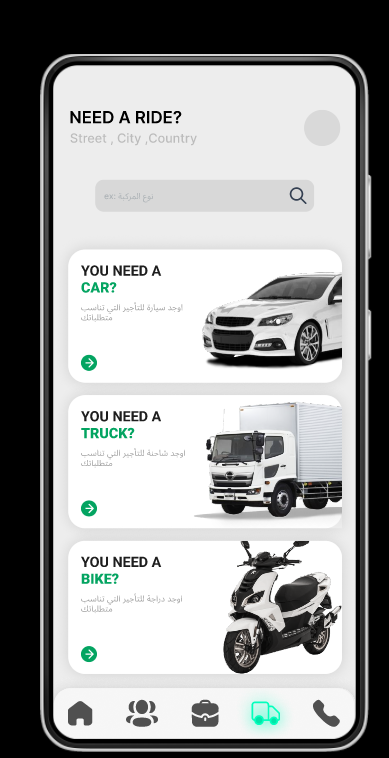 NEED A RIDE?
Street , City ,Country
ex: نوع المركبة
YOU NEED A
CAR?
اوجد سيارة للتأجير التي تناسب
متطلباتك
YOU NEED A
TRUCK?
اوجد شاحنة للتأجير التي تناسب
متطلباتك
YOU NEED A
BIKE?
اوجد دراجة للتأجير التي تناسب
متطلباتك